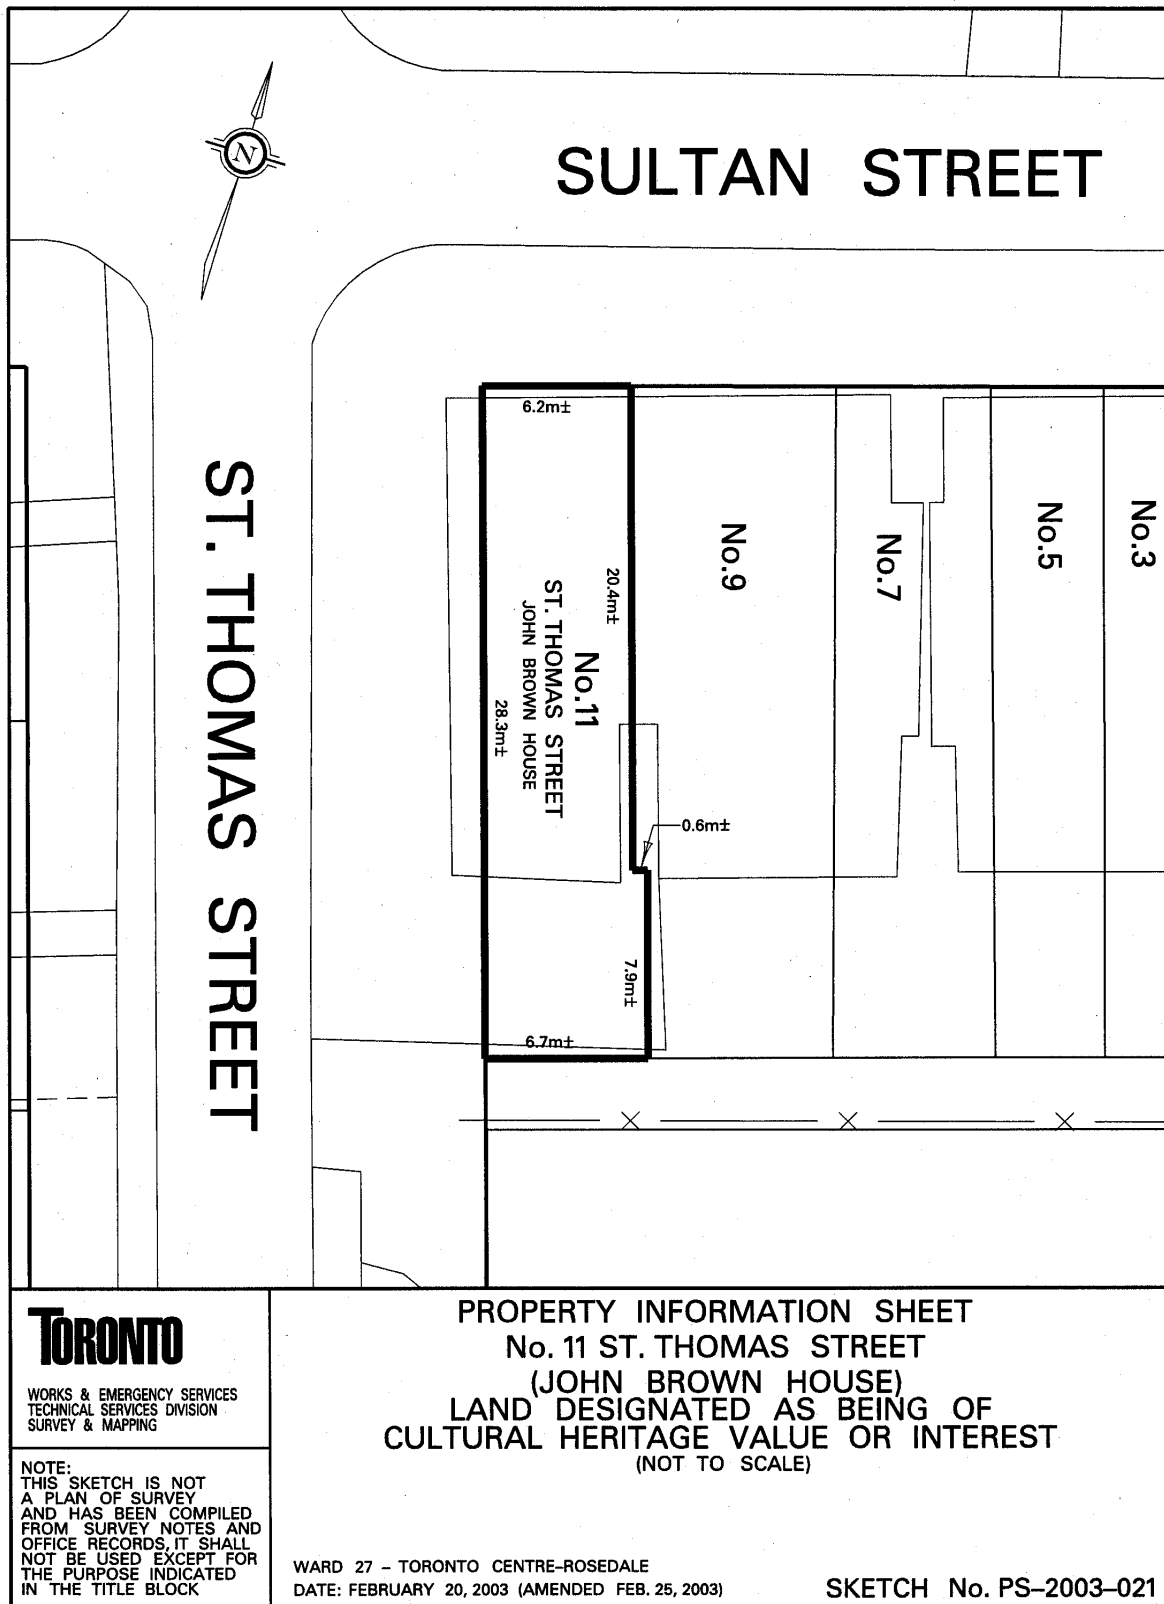 N
SULTAN STREET
ST. THOMAS STREET
6.2m±
20.4m±
No.11
ST. THOMAS STREET
JOHN BROWN HOUSE
28.3m±
No.9
No.7
No.5
No.3
0.6m±
7.9m±
6.7m±
TORONTO
WORKS & EMERGENCY SERVICES
TECHNICAL SERVICES DIVISION
SURVEY & MAPPING
NOTE:
THIS SKETCH IS NOT
A PLAN OF SURVEY
AND HAS BEEN COMPILED
FROM SURVEY NOTES AND
OFFICE RECORDS, IT SHALL
NOT BE USED EXCEPT FOR
THE PURPOSE INDICATED
IN THE TITLE BLOCK
PROPERTY INFORMATION SHEET
No. 11 ST. THOMAS STREET
(JOHN BROWN HOUSE)
LAND DESIGNATED AS BEING OF
CULTURAL HERITAGE VALUE OR INTEREST
(NOT TO SCALE)
WARD 27 – TORONTO CENTRE–ROSEDALE
DATE: FEBRUARY 20, 2003 (AMENDED FEB. 25, 2003)
SKETCH No. PS–2003–021